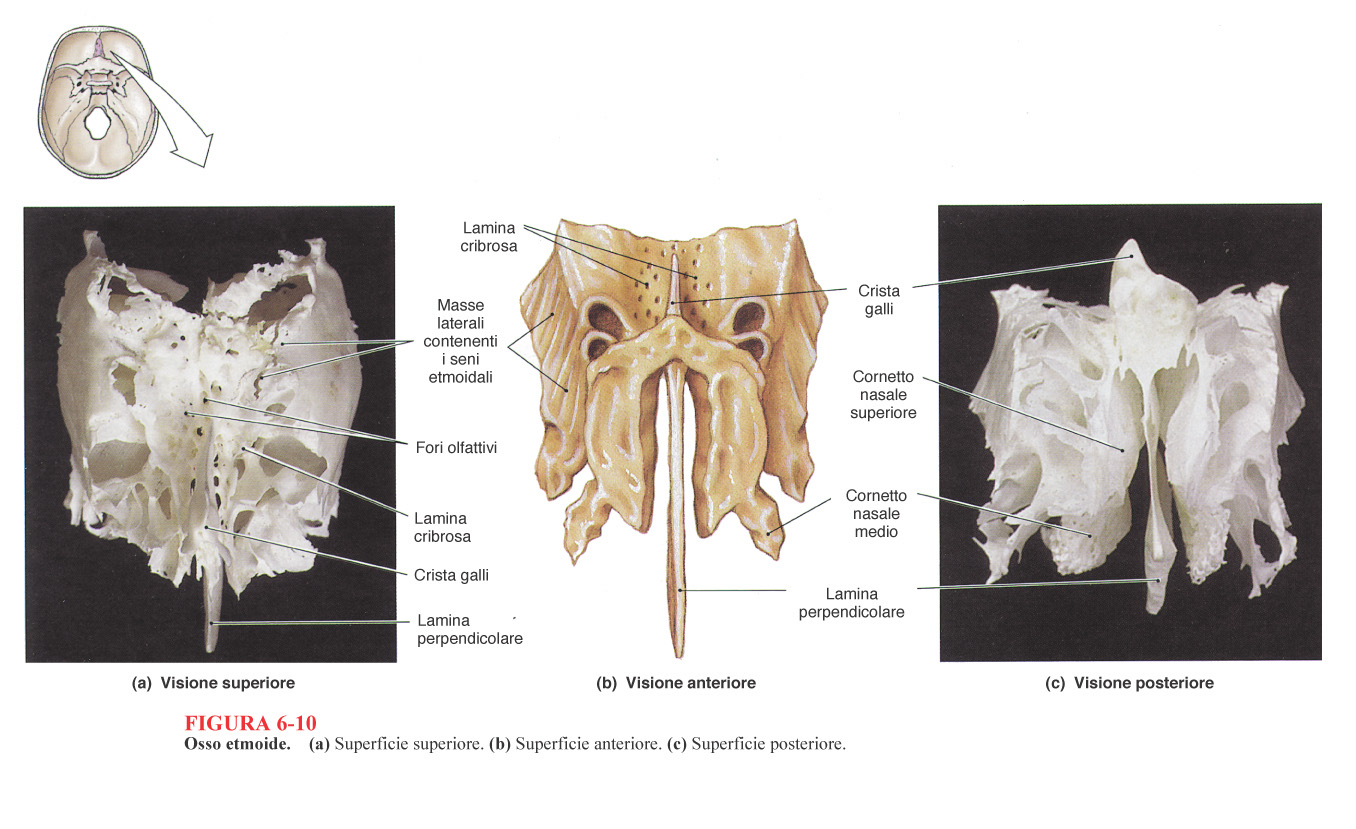 Lamina
cribrosa
Masse
laterali
contenenti
i seni
etmoidali
Fori olfattivi
Lamina
cribrosa
Crista galli
Lamina
perpendicolare
Crista
galli
Cornetto
nasale
superiore
Cornetto
nasale
medio
Lamina
perpendicolare
(a) Visione superiore
(b) Visione anteriore
(c) Visione posteriore
FIGURA 6-10
Osso etmoide. (a) Superficie superiore. (b) Superficie anteriore. (c) Superficie posteriore.